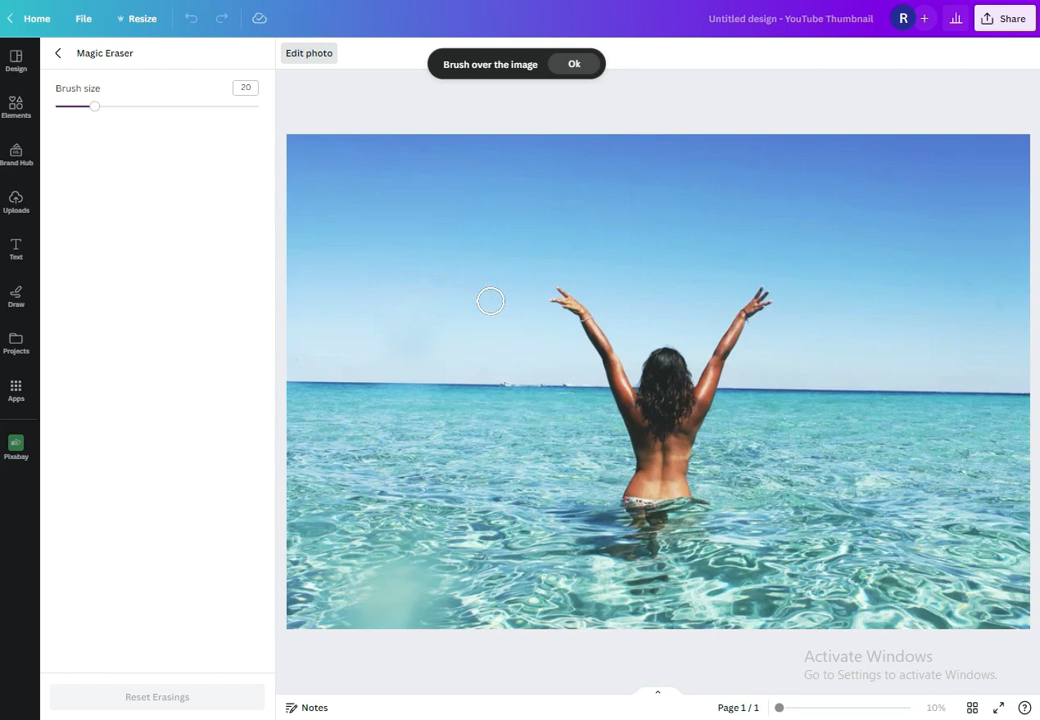 Home File Resize Untitled design - YouTube Thumbnail R + Share
Magic Eraser Edit photo Brush over the image Ok
Brush size 20
Design
Elements
Brand Hub
Uploads
Text
Draw
Projects
Apps
Pixabay
Activate Windows
Go to Settings to activate Windows.
Reset Erasings
Notes Page 1 / 1 10% ?